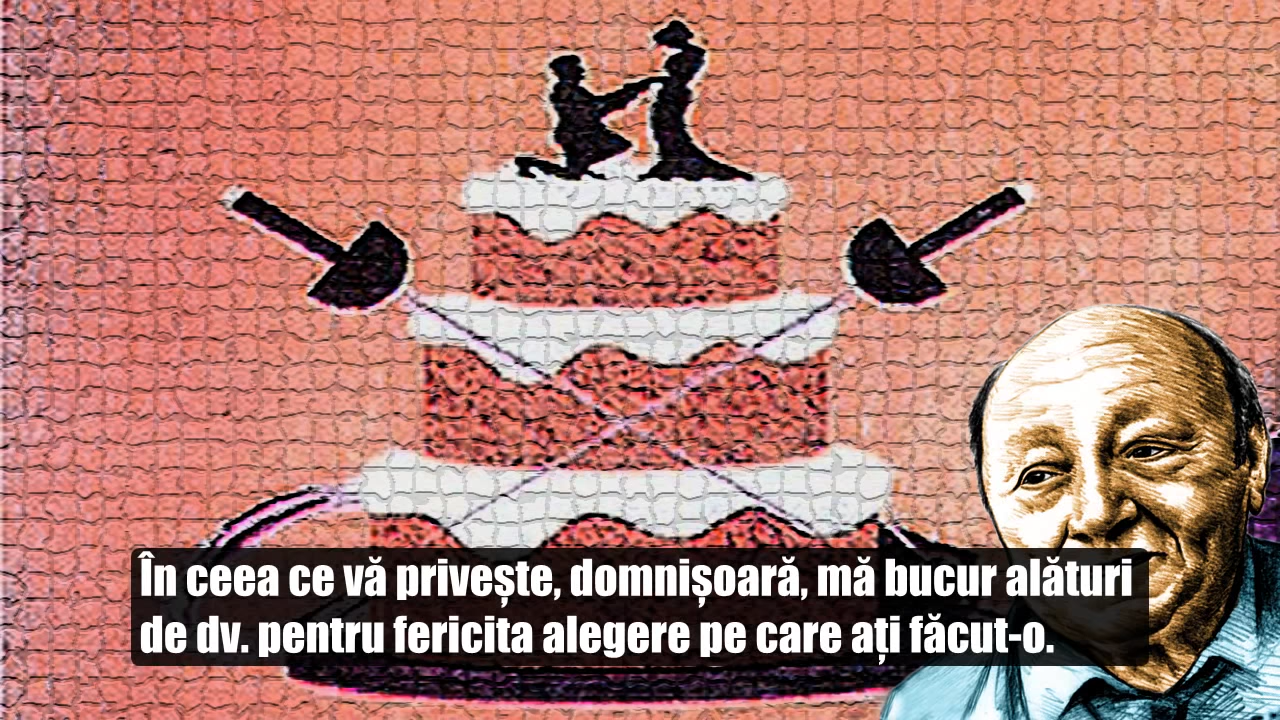 În ceea ce vă privește, domnișoară, mă bucur alături
de dv. pentru fericita alegere pe care ați făcut-o.